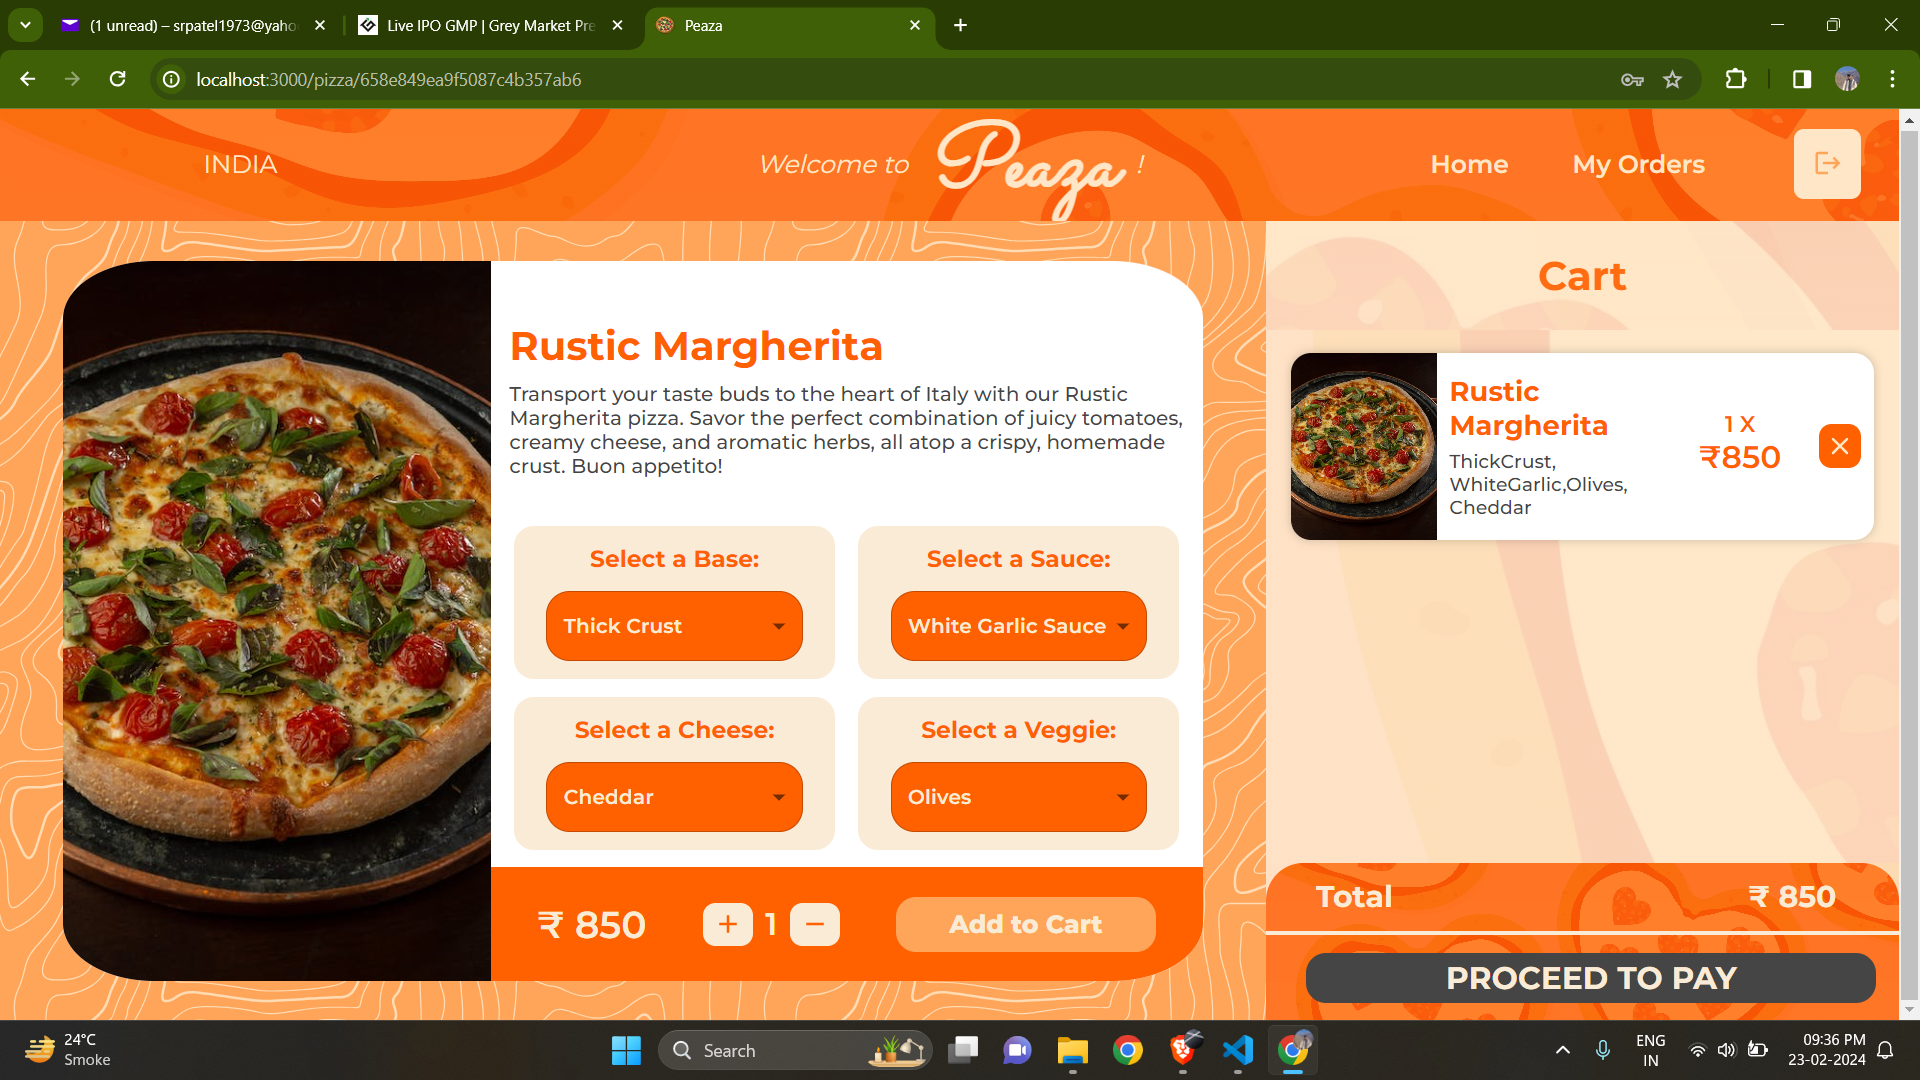 (1 unread) – srpatel1973@yaho
Live IPO GMP | Grey Market Pre
Peaza
localhost:3000/pizza/658e849ea9f5087c4b357ab6
INDIA
Welcome to Peaza !
Home
My Orders
Rustic Margherita
Transport your taste buds to the heart of Italy with our Rustic
Margherita pizza. Savor the perfect combination of juicy tomatoes,
creamy cheese, and aromatic herbs, all atop a crispy, homemade
crust. Buon appetito!
Select a Base:
Thick Crust
Select a Sauce:
White Garlic Sauce
Select a Cheese:
Cheddar
Select a Veggie:
Olives
₹ 850
+ 1 −
Add to Cart
Cart
Rustic
Margherita
ThickCrust,
WhiteGarlic,Olives,
Cheddar
1 X
₹850
Total
₹ 850
PROCEED TO PAY
24°C
Smoke
Search
ENG
IN
09:36 PM
23-02-2024